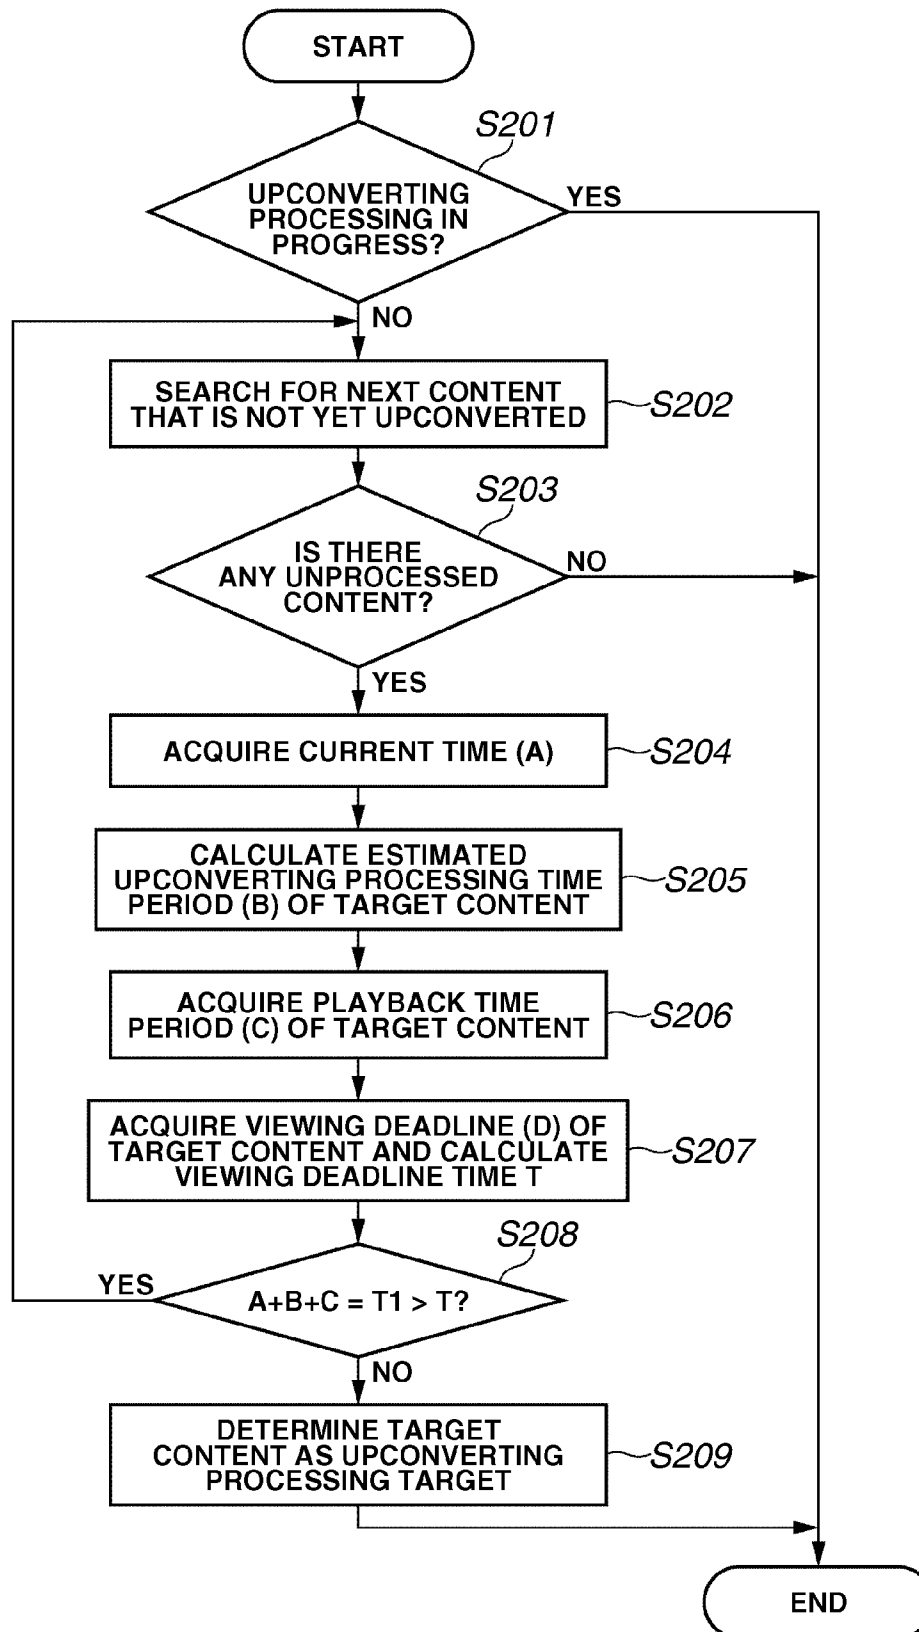 START
S201
UPCONVERTING
PROCESSING IN
PROGRESS?
YES
NO
SEARCH FOR NEXT CONTENT
THAT IS NOT YET UPCONVERTED
S202
S203
IS THERE
ANY UNPROCESSED
CONTENT?
NO
YES
ACQUIRE CURRENT TIME (A)
S204
CALCULATE ESTIMATED
UPCONVERTING PROCESSING TIME
PERIOD (B) OF TARGET CONTENT
S205
ACQUIRE PLAYBACK TIME
PERIOD (C) OF TARGET CONTENT
S206
ACQUIRE VIEWING DEADLINE (D) OF
TARGET CONTENT AND CALCULATE
VIEWING DEADLINE TIME T
S207
S208
YES
A+B+C = T1 > T?
NO
DETERMINE TARGET
CONTENT AS UPCONVERTING
PROCESSING TARGET
S209
END